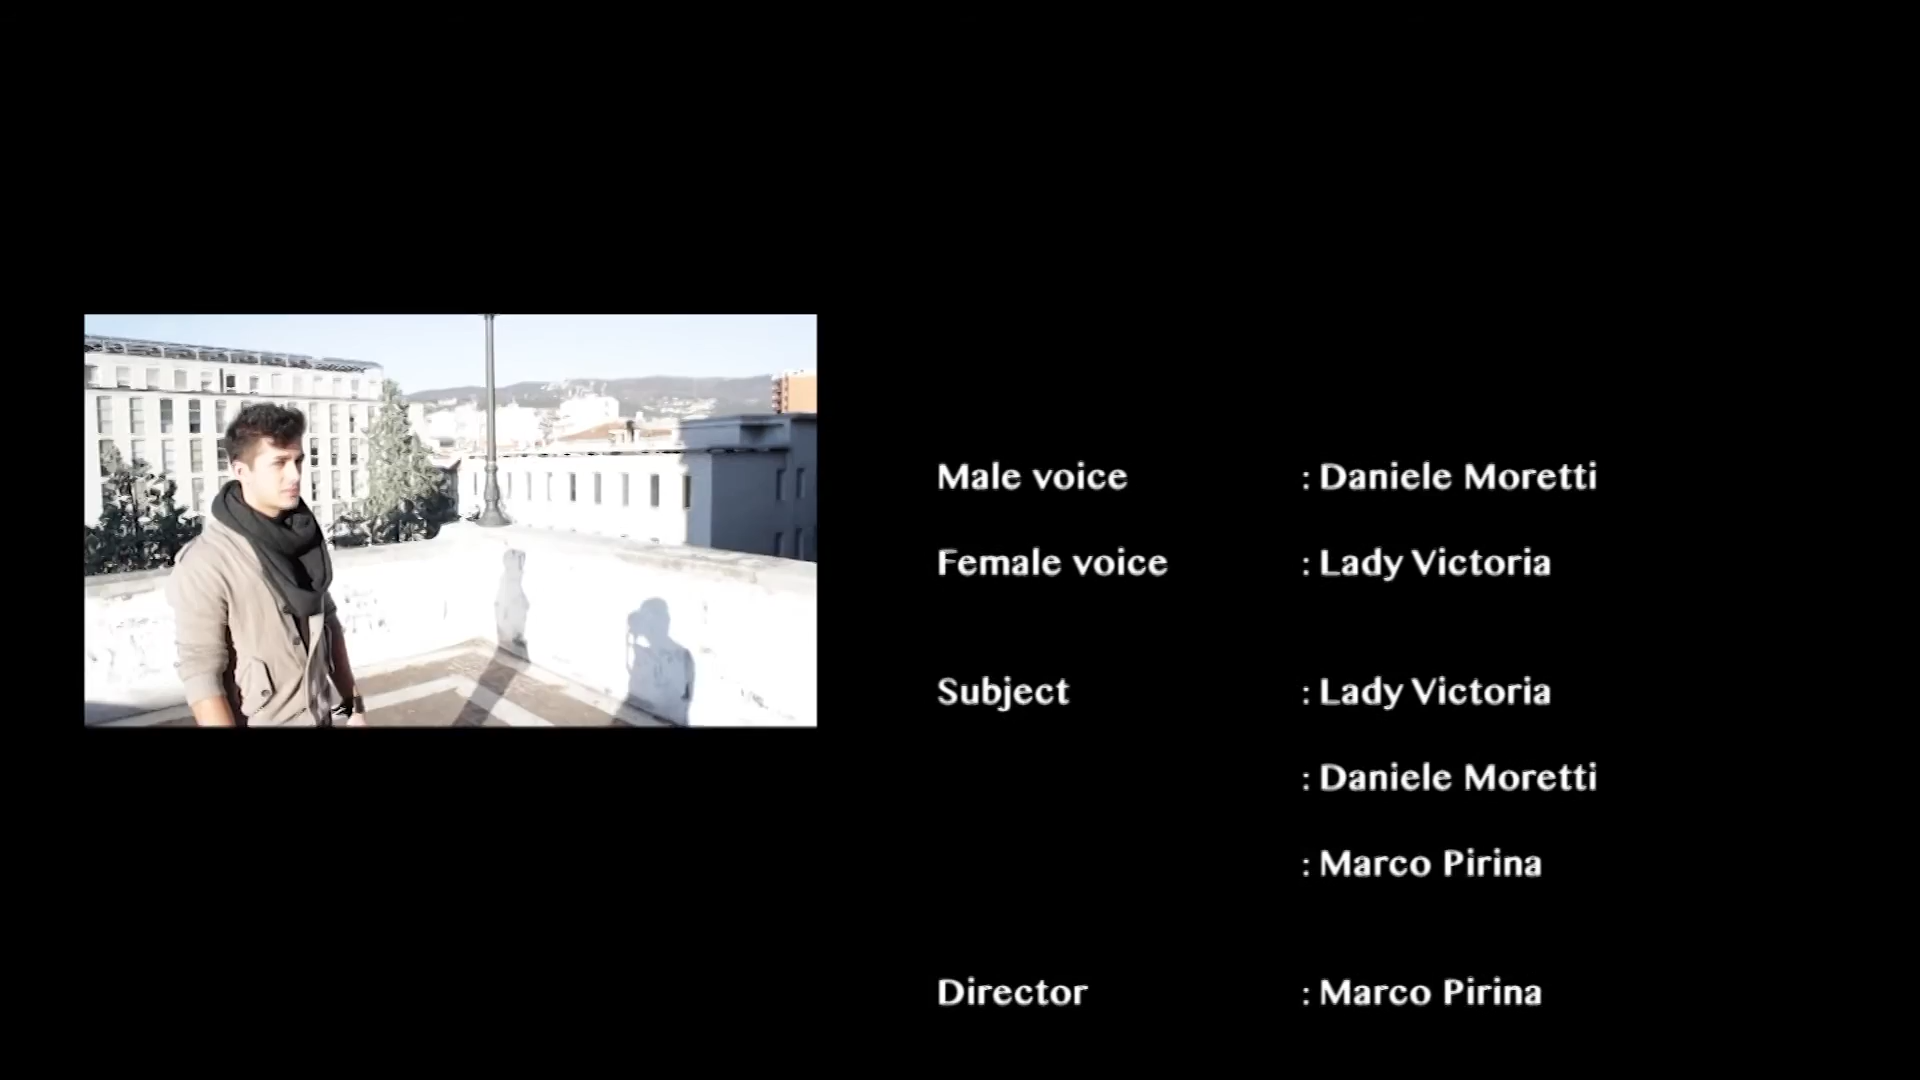 Male voice : Daniele Moretti
Female voice : Lady Victoria
Subject : Lady Victoria
: Daniele Moretti
: Marco Pirina
Director : Marco Pirina